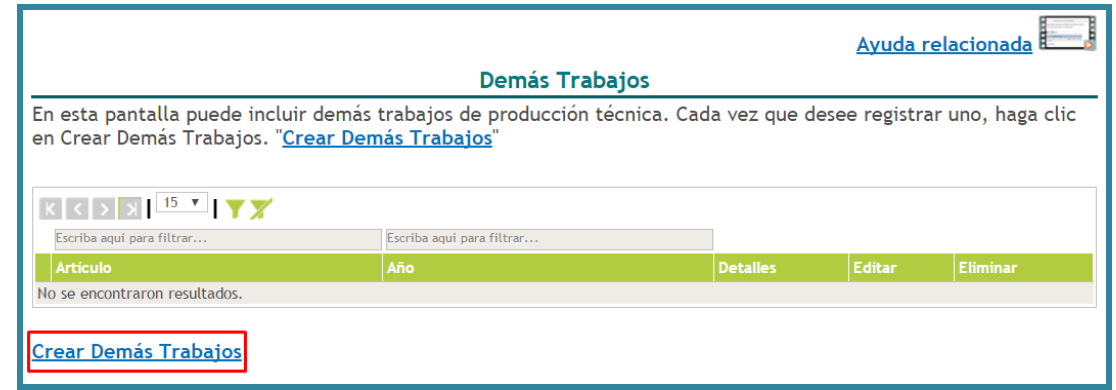 Ayuda relacionada
Demás Trabajos
En esta pantalla puede incluir demás trabajos de producción técnica. Cada vez que desee registrar uno, haga clic
en Crear Demás Trabajos. "Crear Demás Trabajos"
15
Escriba aqui para filtrar... Escriba aqui para filtrar...
Artículo Año Detalles Editar Eliminar
No se encontraron resultados.
Crear Demás Trabajos